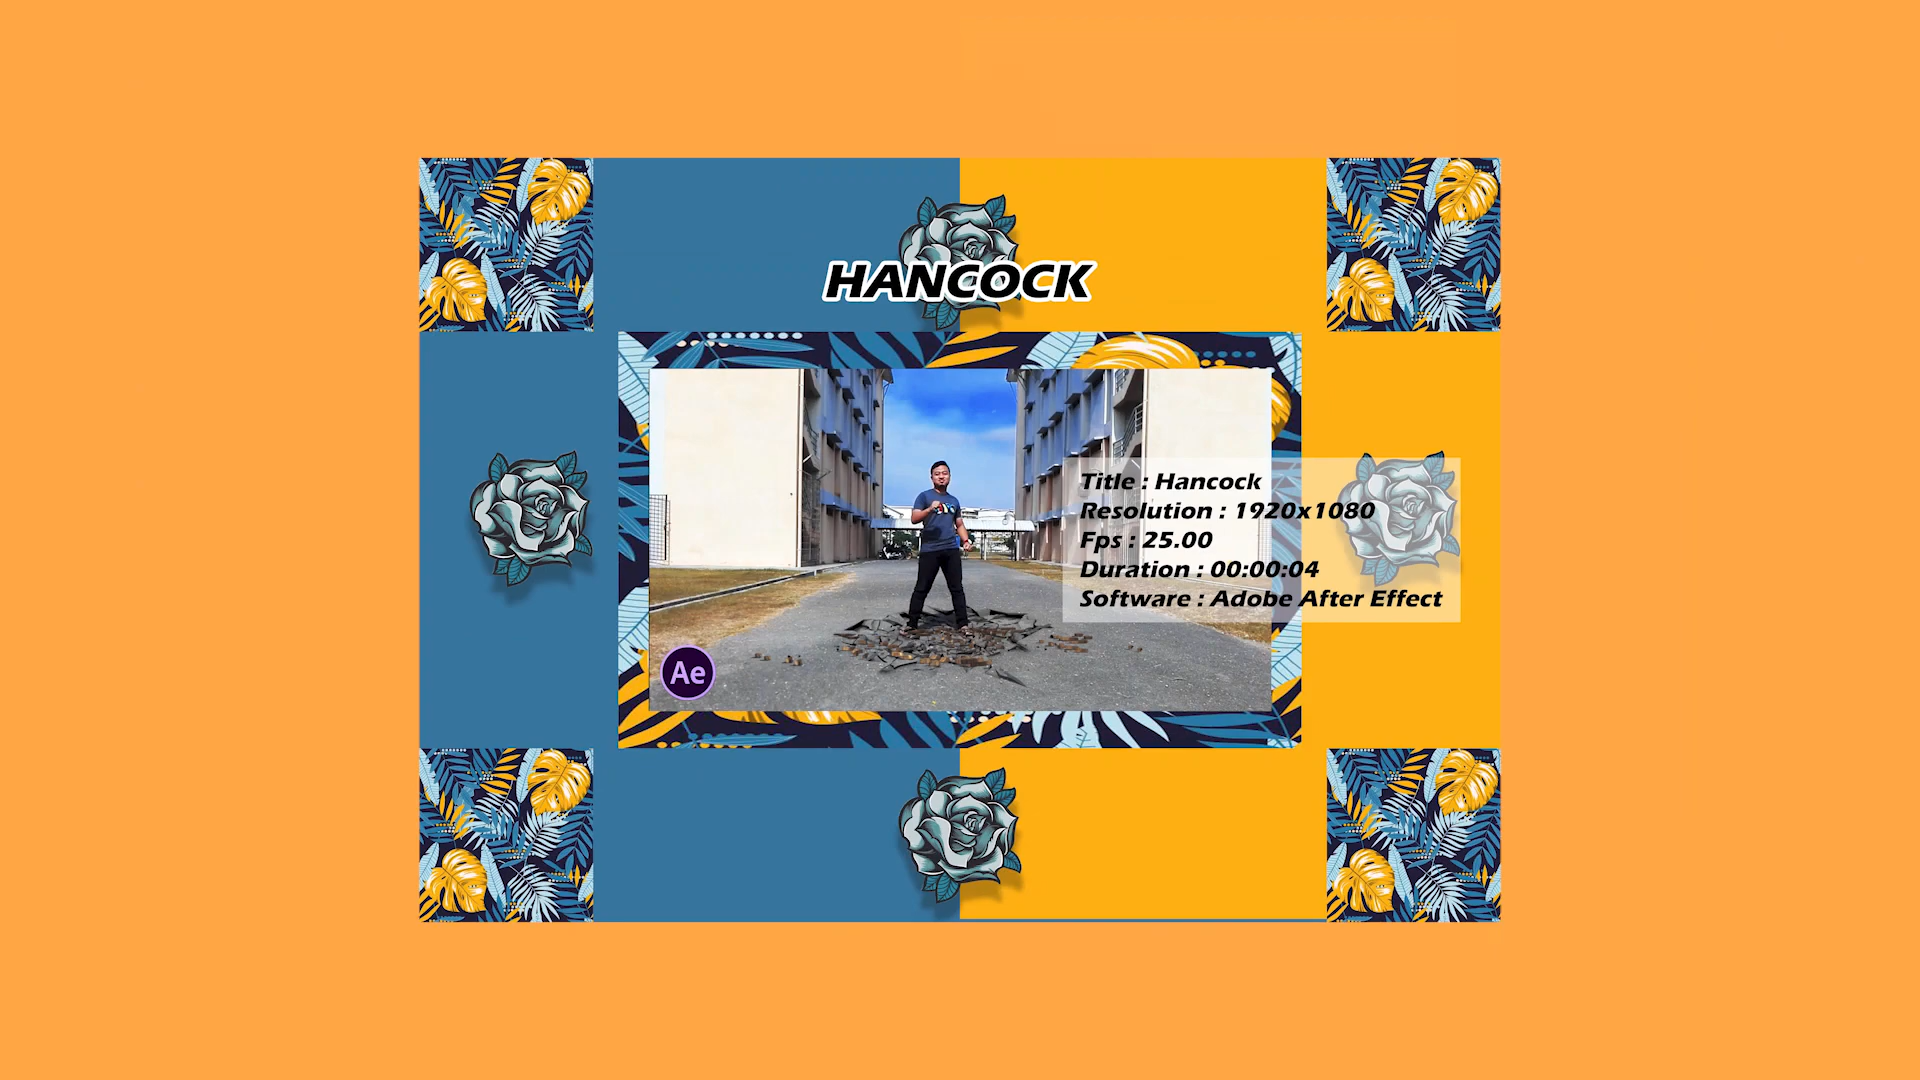 HANCOCK
Title : Hancock
Resolution : 1920x1080
Fps : 25.00
Duration : 00:00:04
Software : Adobe After Effect
Ae